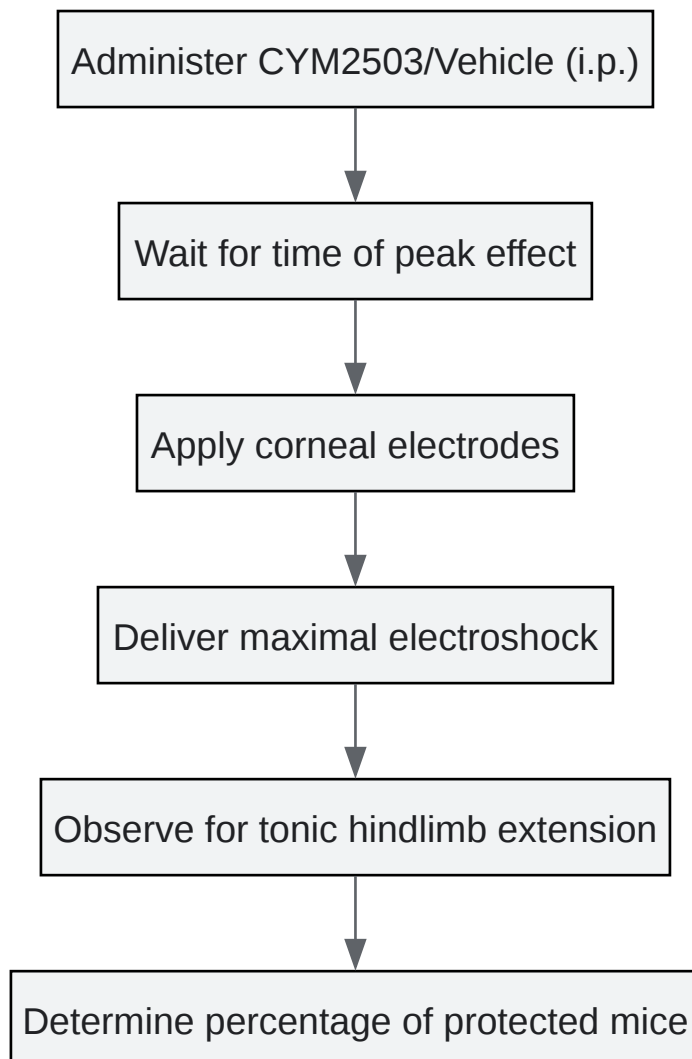 Administer CYM2503/Vehicle (i.p.)
Wait for time of peak effect
Apply corneal electrodes
Deliver maximal electroshock
Observe for tonic hindlimb extension
Determine percentage of protected mice